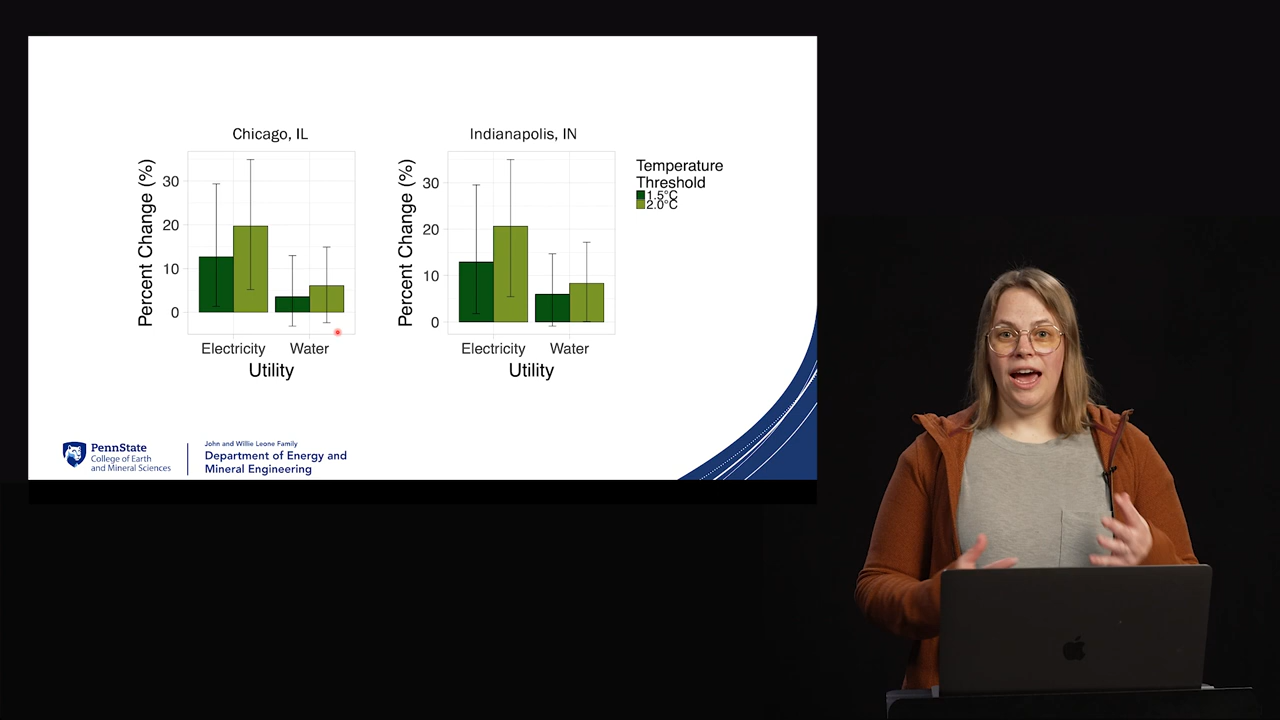 Chicago, IL
Percent Change (%)
30
20
10
0
Electricity Water
Utility
Indianapolis, IN
Percent Change (%)
30
20
10
0
Electricity Water
Utility
Temperature
Threshold
1.5°C
2.0°C
PennState
College of Earth
and Mineral Sciences
John and Willie Leone Family
Department of Energy and
Mineral Engineering